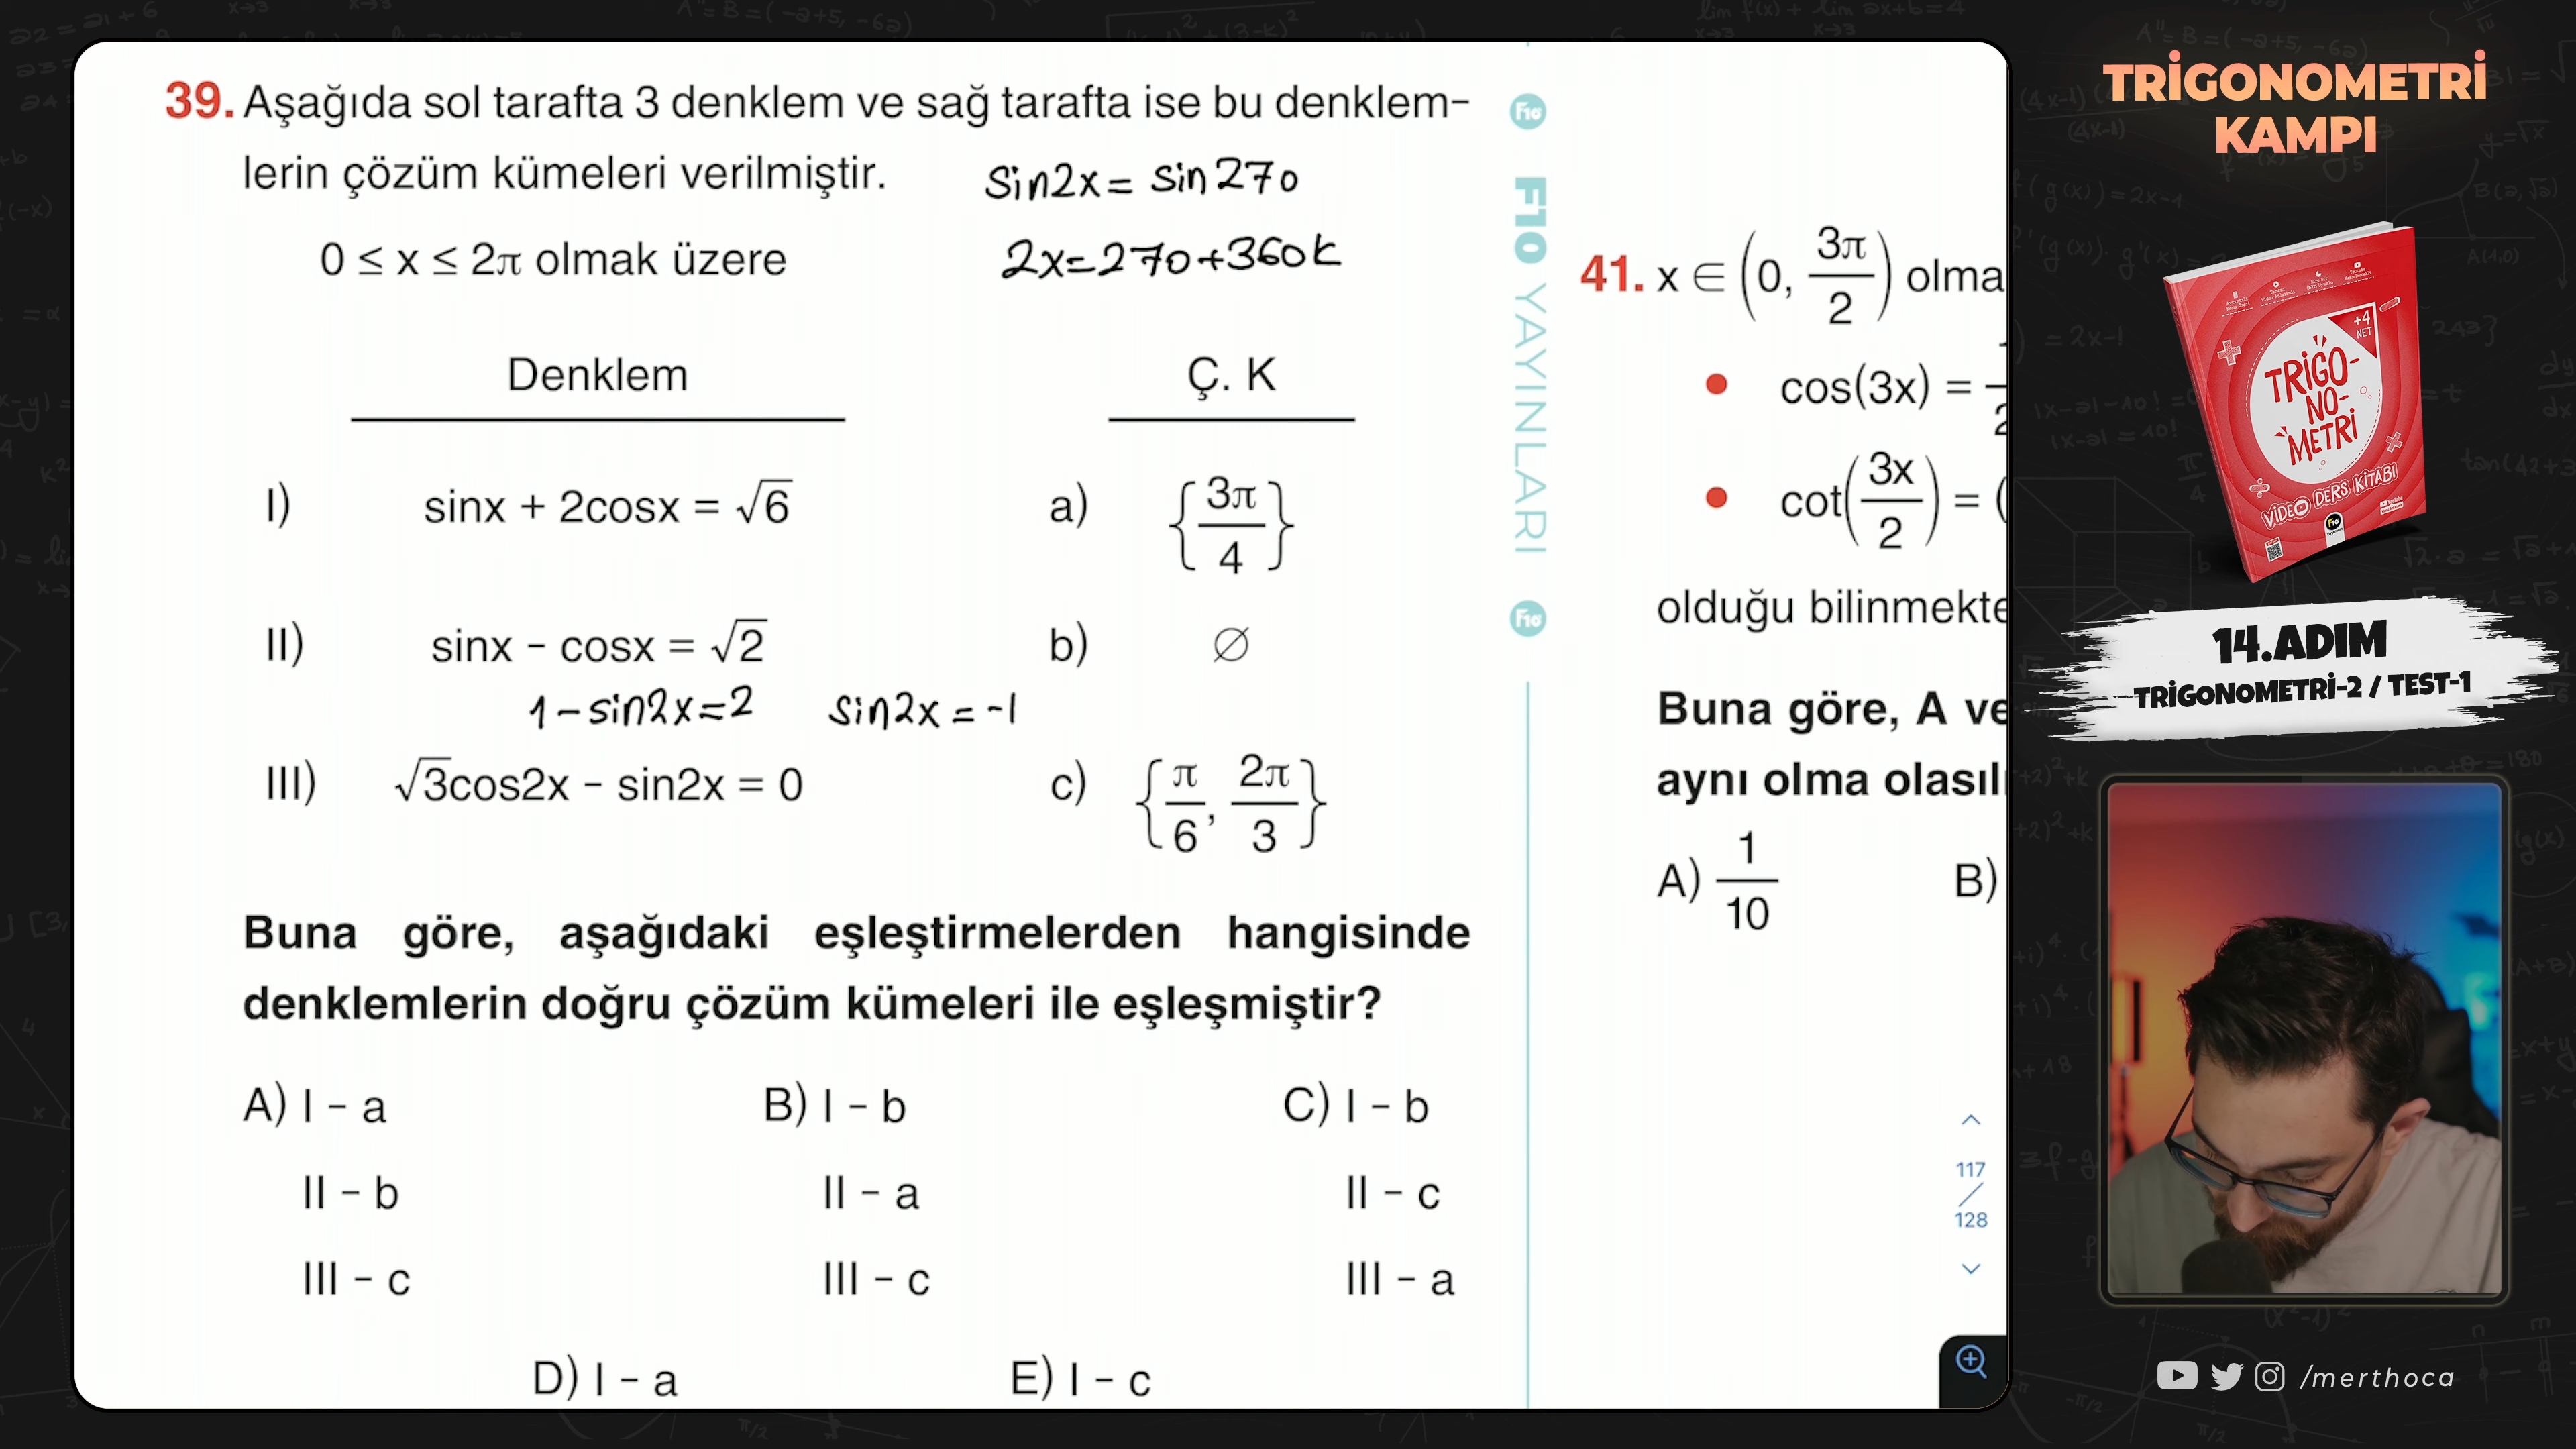 39. Aşağıda sol tarafta 3 denklem ve sağ tarafta ise bu denklem-
lerin çözüm kümeleri verilmiştir.
sin2x = sin270
0 ≤ x ≤ 2π olmak üzere
2x=270+360k
Denklem
Ç. K
I) sinx + 2cosx = √6
a) {3π/4}
II) sinx - cosx = √2
b) ∅
1-sin2x=2 sin2x = -1
III) √3cos2x - sin2x = 0
c) {π/6, 2π/3}
Buna göre, aşağıdaki eşleştirmelerden hangisinde
denklemlerin doğru çözüm kümeleri ile eşleşmiştir?
A) I - a
II - b
III - c
B) I - b
II - a
III - c
C) I - b
II - c
III - a
D) I - a
E) I - c
F10 YAYINLARI
41. x ∈ (0, 3π/2) olma
cos(3x) =
cot(3x/2) = (
olduğu bilinmekte
Buna göre, A ve
aynı olma olasılı
A) 1/10
B)
117
/
128
TRİGONOMETRİ
KAMPI
+4
NET
TRİGO-
NO-
METRİ
VİDEO DERS KİTABI
14.ADIM
TRİGONOMETRİ-2 / TEST-1
/merthoca